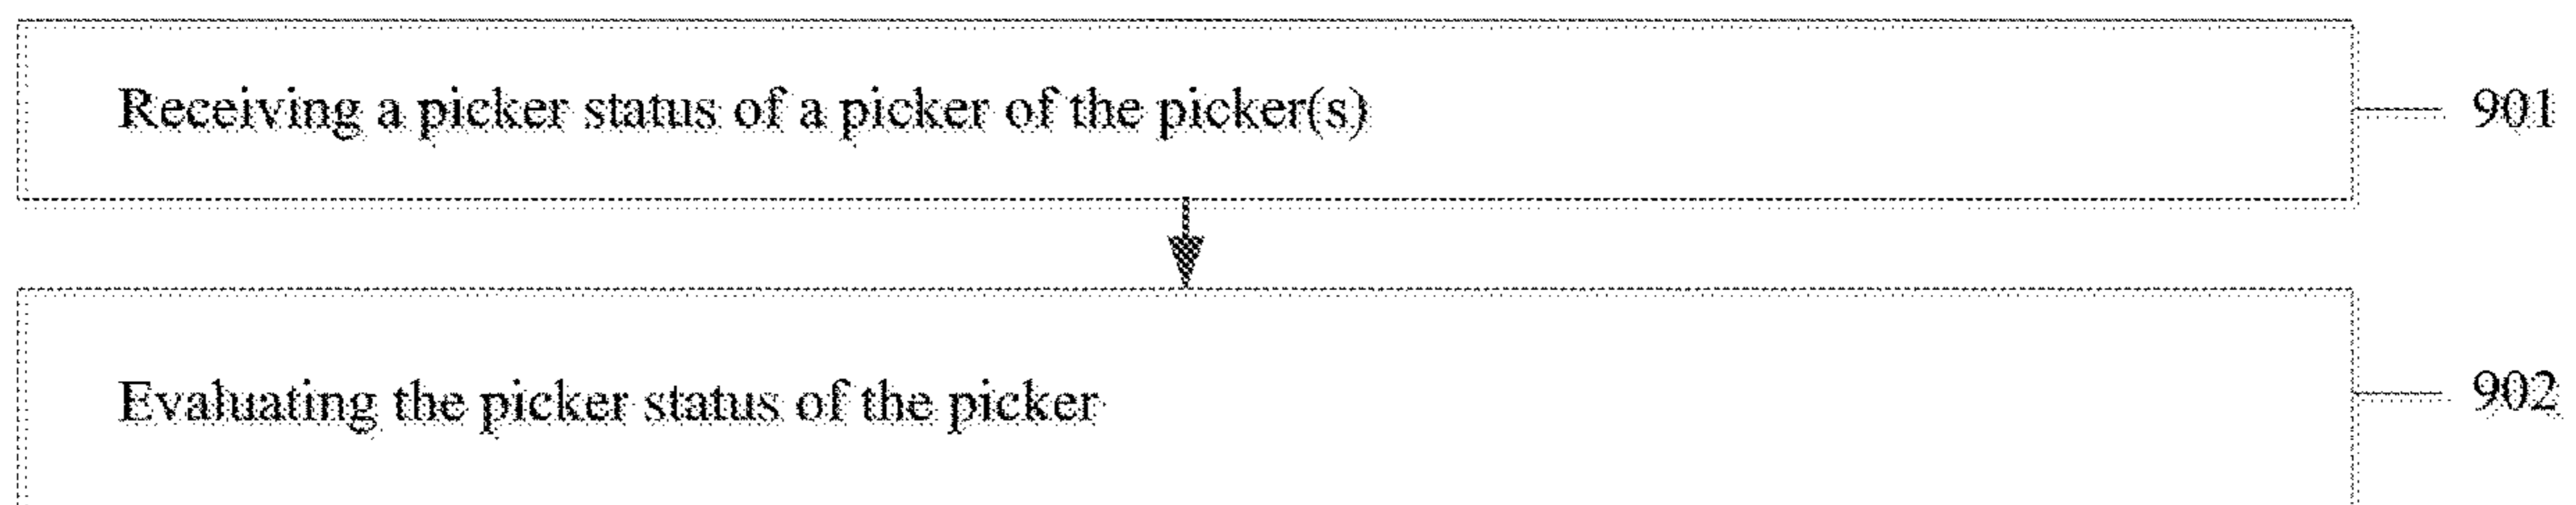 Receiving a picker status of a picker of the picker(s) 901
Evaluating the picker status of the picker 902